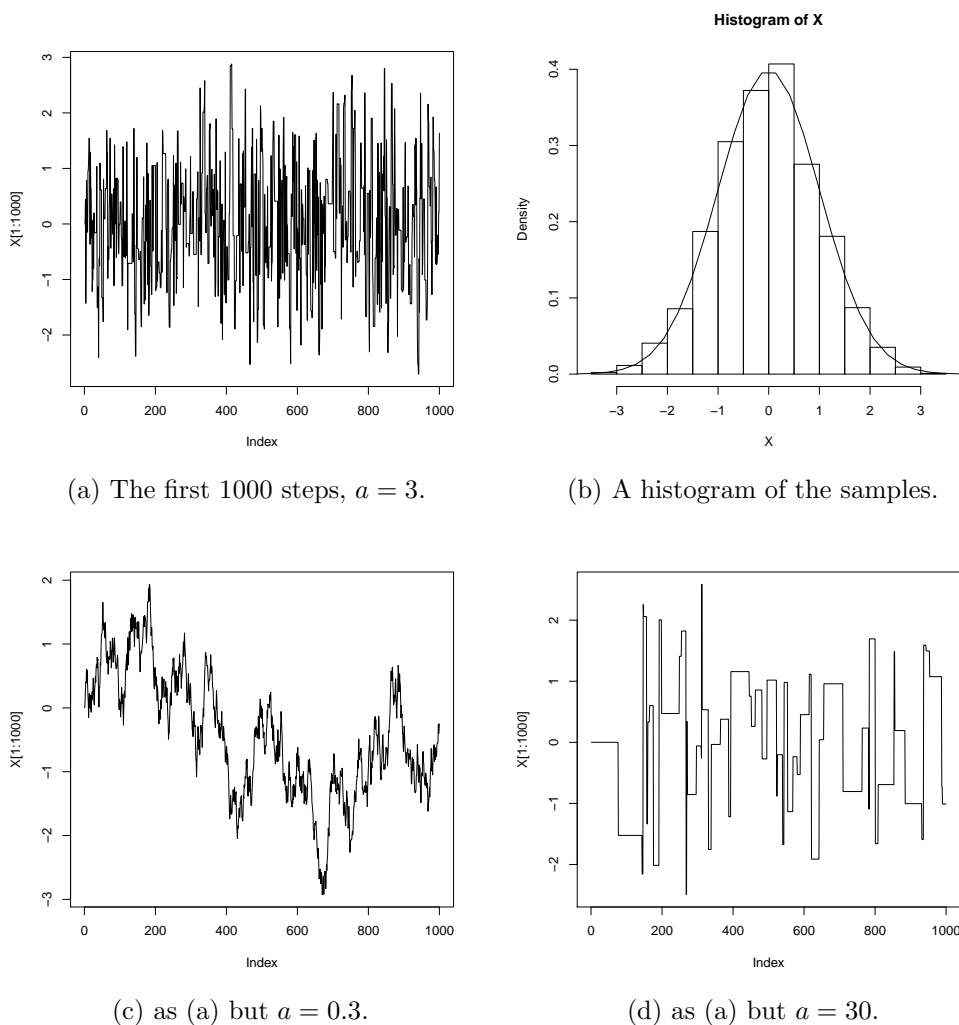 Histogram of X
X[1:1000]
3
2
1
0
−1
−2
0 200 400 600 800 1000
Index
Density
0.4
0.3
0.2
0.1
0.0
−3 −2 −1 0 1 2 3
X
(a) The first 1000 steps, a = 3.
(b) A histogram of the samples.
X[1:1000]
2
1
0
−1
−2
−3
0 200 400 600 800 1000
Index
X[1:1000]
2
1
0
−1
−2
0 200 400 600 800 1000
Index
(c) as (a) but a = 0.3.
(d) as (a) but a = 30.